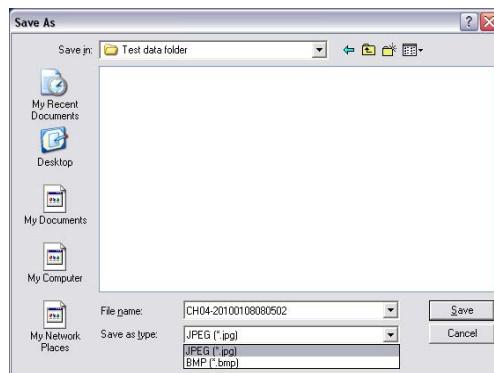 Save As
Save in:
Test data folder
My Recent
Documents
Desktop
My Documents
My Computer
My Network
Places
File name:
CH04-20100108080502
Save
Save as type:
JPEG (*.jpg)
Cancel
JPEG (*.jpg)
BMP (*.bmp)